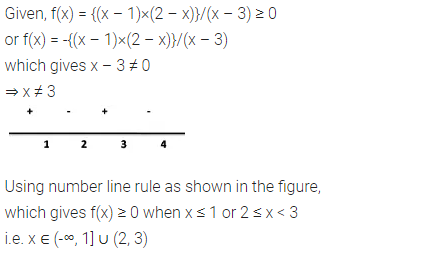 Given, f(x) = {(x – 1)×(2 – x)}/(x – 3) ≥ 0
or f(x) = -{(x – 1)×(2 – x)}/(x – 3)
which gives x – 3 ≠ 0
⇒ x ≠ 3
+ - + -
1 2 3 4
Using number line rule as shown in the figure,
which gives f(x) ≥ 0 when x ≤ 1 or 2 ≤ x < 3
i.e. x ∈ (-∞, 1] ∪ (2, 3)